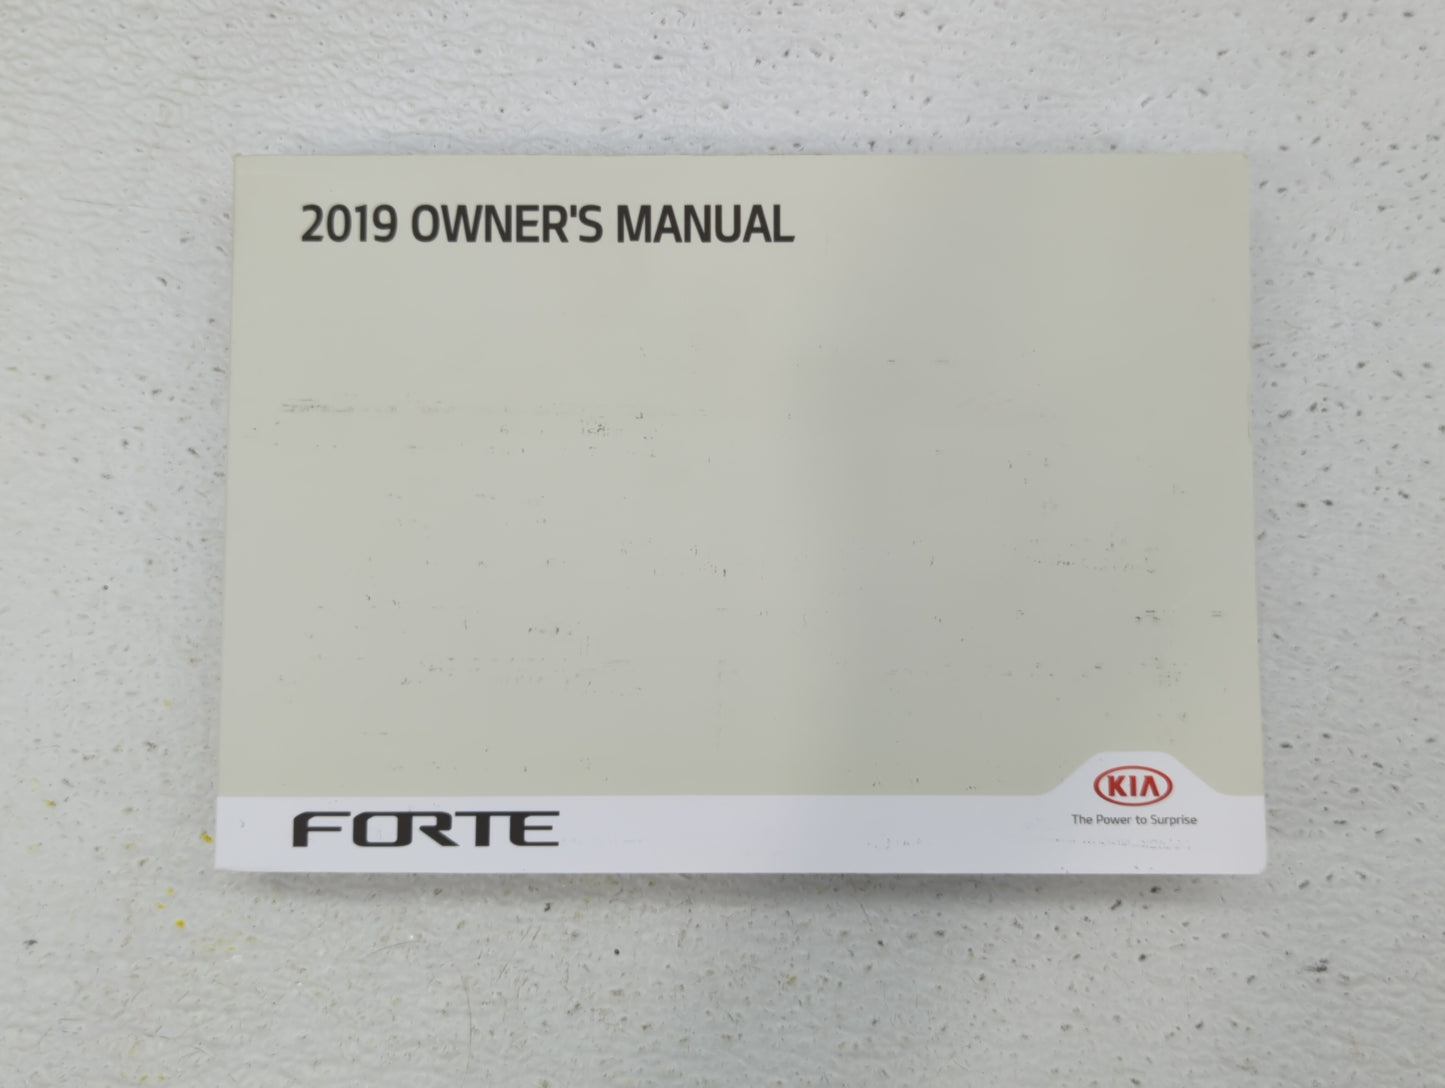 2019 OWNER'S MANUAL
FORTE
KIA
The Power to Surprise